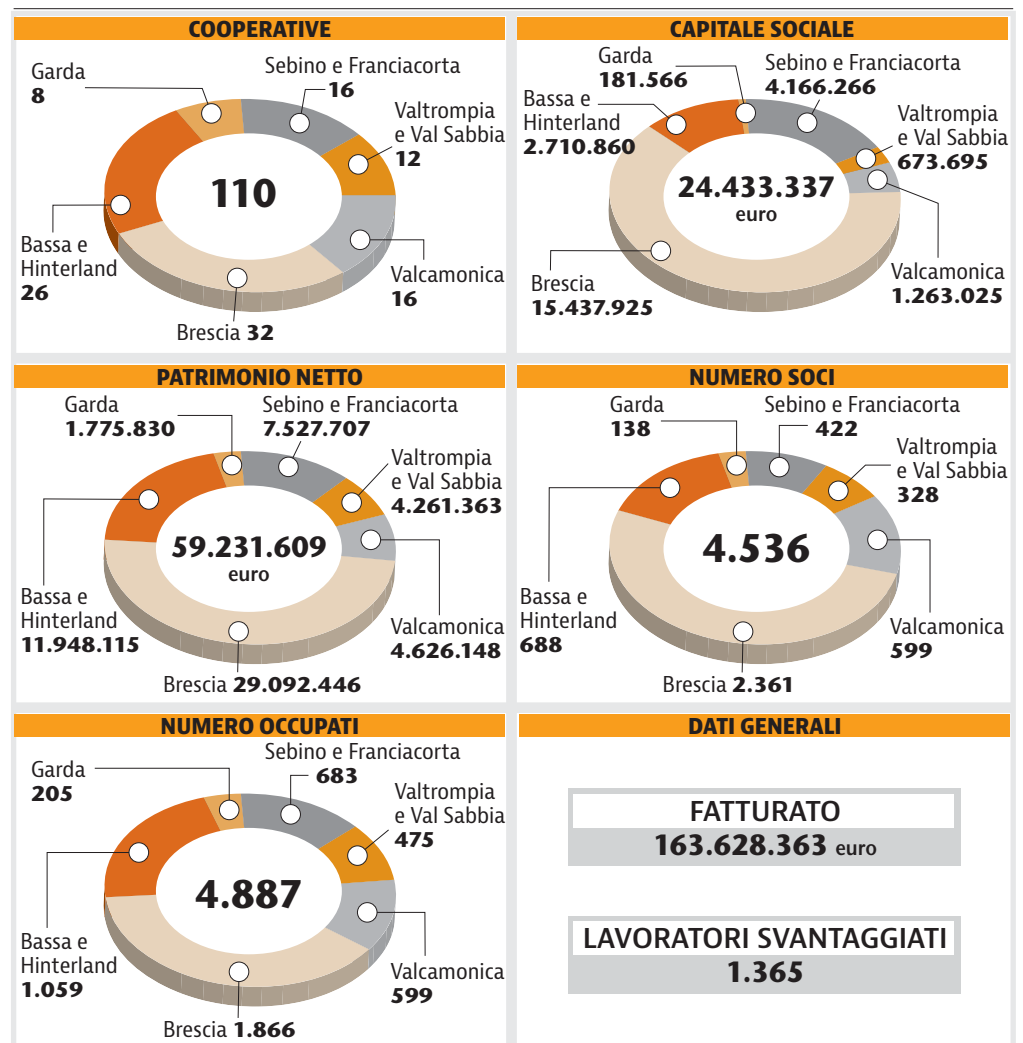 COOPERATIVE
Garda
8
Sebino e Franciacorta
16
Valtrompia
e Val Sabbia
12
110
Bassa e
Hinterland
26
Valcamonica
16
Brescia 32
CAPITALE SOCIALE
Garda
181.566
Sebino e Franciacorta
4.166.266
Bassa e
Hinterland
2.710.860
Valtrompia
e Val Sabbia
673.695
24.433.337
euro
Brescia
15.437.925
Valcamonica
1.263.025
PATRIMONIO NETTO
Garda
1.775.830
Sebino e Franciacorta
7.527.707
Valtrompia
e Val Sabbia
4.261.363
59.231.609
euro
Bassa e
Hinterland
11.948.115
Valcamonica
4.626.148
Brescia 29.092.446
NUMERO SOCI
Garda
138
Sebino e Franciacorta
422
Valtrompia
e Val Sabbia
328
4.536
Bassa e
Hinterland
688
Valcamonica
599
Brescia 2.361
NUMERO OCCUPATI
Garda
205
Sebino e Franciacorta
683
Valtrompia
e Val Sabbia
475
4.887
Bassa e
Hinterland
1.059
Valcamonica
599
Brescia 1.866
DATI GENERALI
FATTURATO
163.628.363 euro
LAVORATORI SVANTAGGIATI
1.365